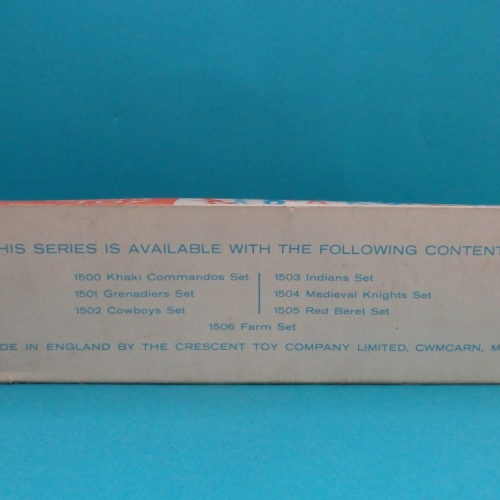 HIS SERIES IS AVAILABLE WITH THE FOLLOWING CONTENT
1500 Khaki Commandos Set
1501 Grenadiers Set
1502 Cowboys Set
1503 Indians Set
1504 Medieval Knights Set
1505 Red Beret Set
1506 Farm Set
DE IN ENGLAND BY THE CRESCENT TOY COMPANY LIMITED, CWMCARN, M